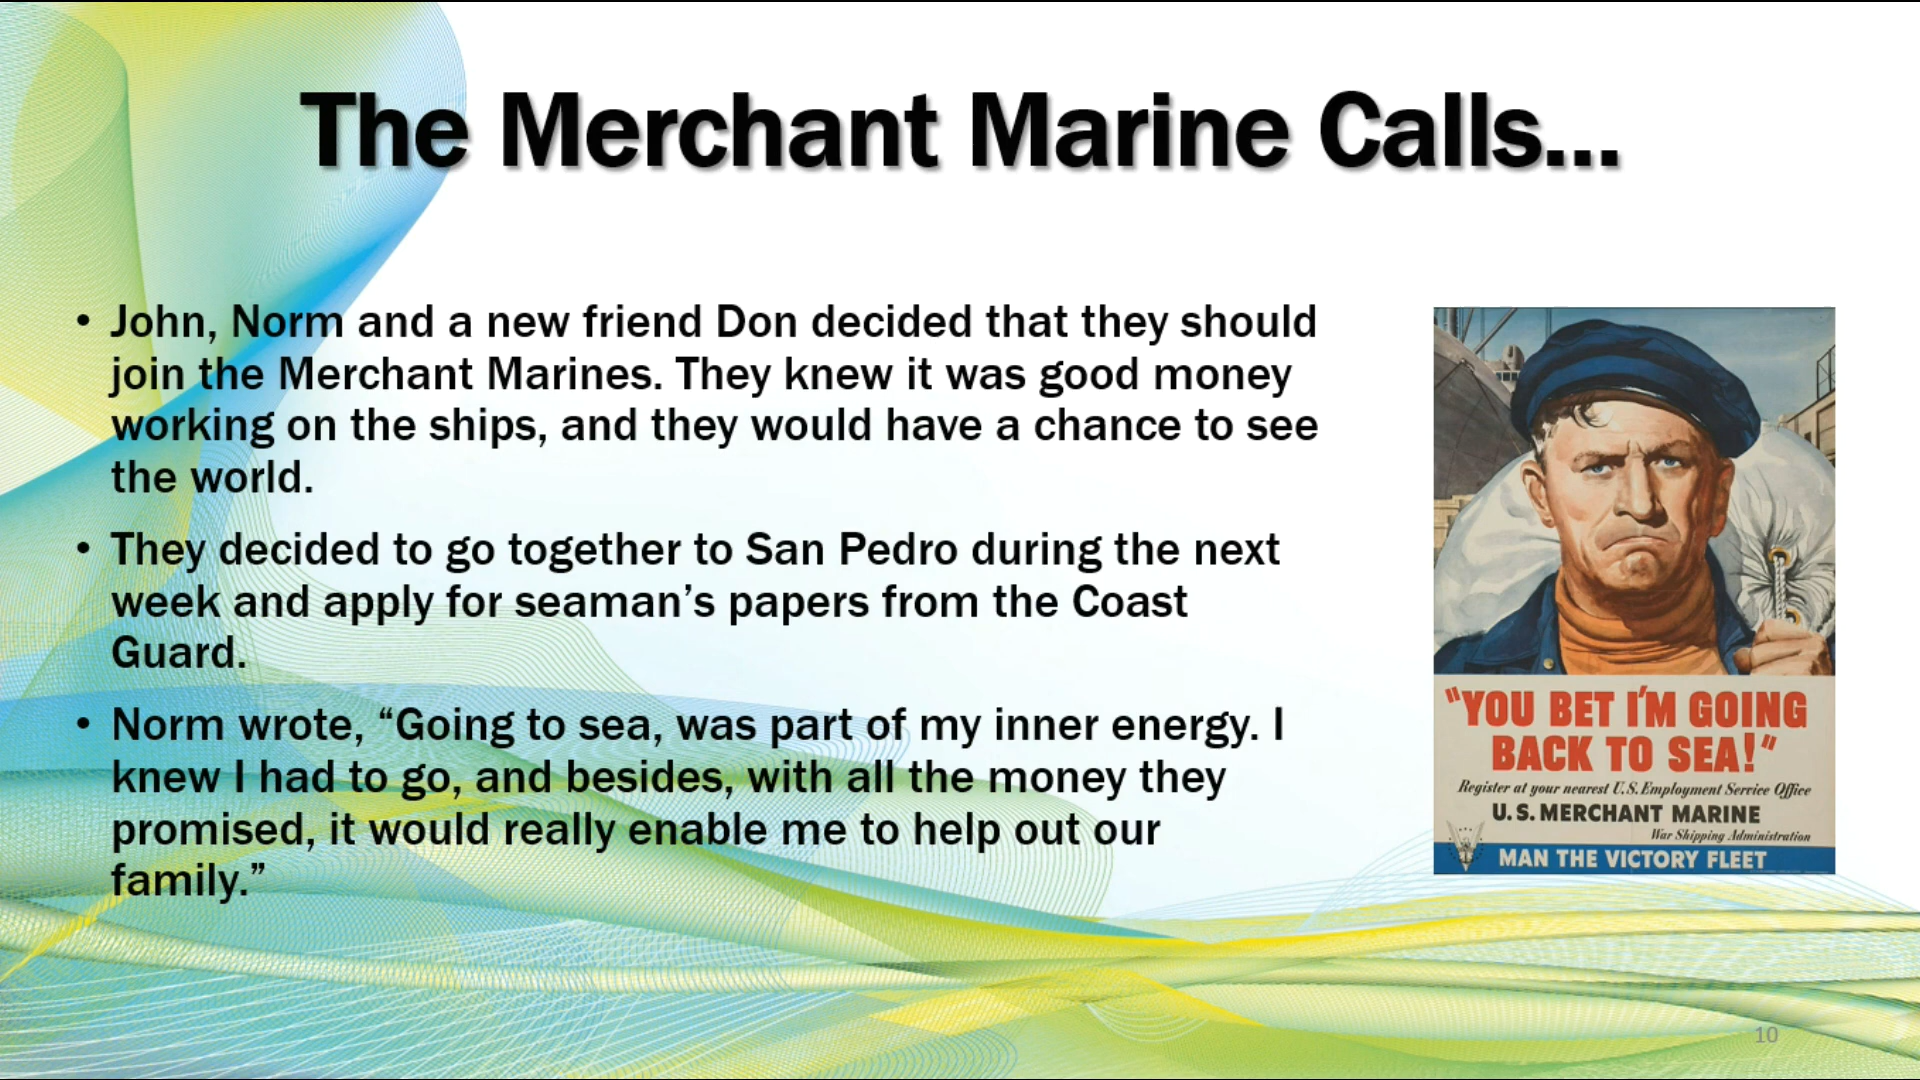 The Merchant Marine Calls...
• John, Norm and a new friend Don decided that they should
join the Merchant Marines. They knew it was good money
working on the ships, and they would have a chance to see
the world.
• They decided to go together to San Pedro during the next
week and apply for seaman’s papers from the Coast
Guard.
• Norm wrote, “Going to sea, was part of my inner energy. I
knew I had to go, and besides, with all the money they
promised, it would really enable me to help out our
family.”
"YOU BET I'M GOING
BACK TO SEA!"
Register at your nearest U.S. Employment Service Office
U.S. MERCHANT MARINE
War Shipping Administration
MAN THE VICTORY FLEET
10